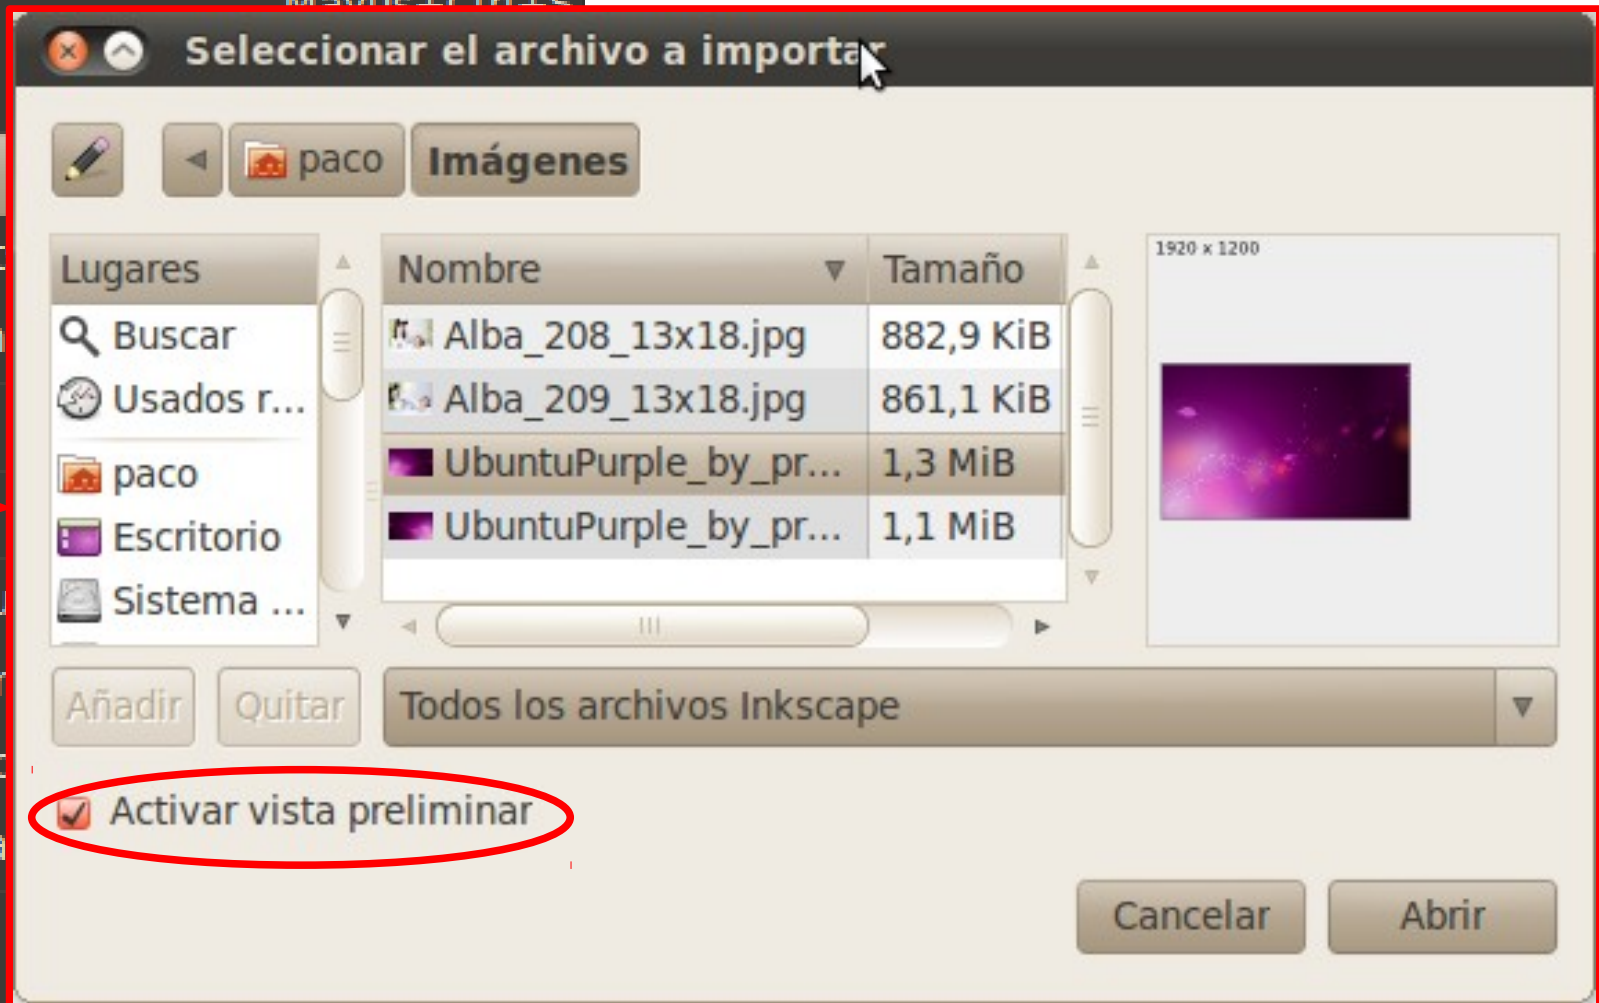 Seleccionar el archivo a importar
paco
Imágenes
Lugares
Nombre
Tamaño
1920 x 1200
Buscar
Alba_208_13x18.jpg
882,9 KiB
Usados r...
Alba_209_13x18.jpg
861,1 KiB
paco
UbuntuPurple_by_pr...
1,3 MiB
Escritorio
UbuntuPurple_by_pr...
1,1 MiB
Sistema ...
Añadir
Quitar
Todos los archivos Inkscape
Activar vista preliminar
Cancelar
Abrir